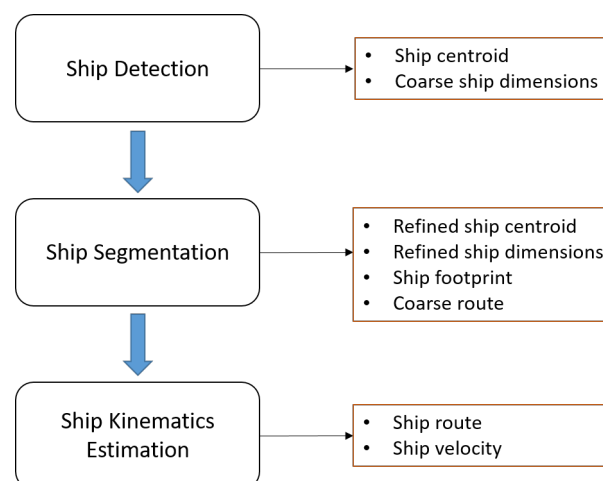 Ship Detection
• Ship centroid
• Coarse ship dimensions
Ship Segmentation
• Refined ship centroid
• Refined ship dimensions
• Ship footprint
• Coarse route
Ship Kinematics
Estimation
• Ship route
• Ship velocity